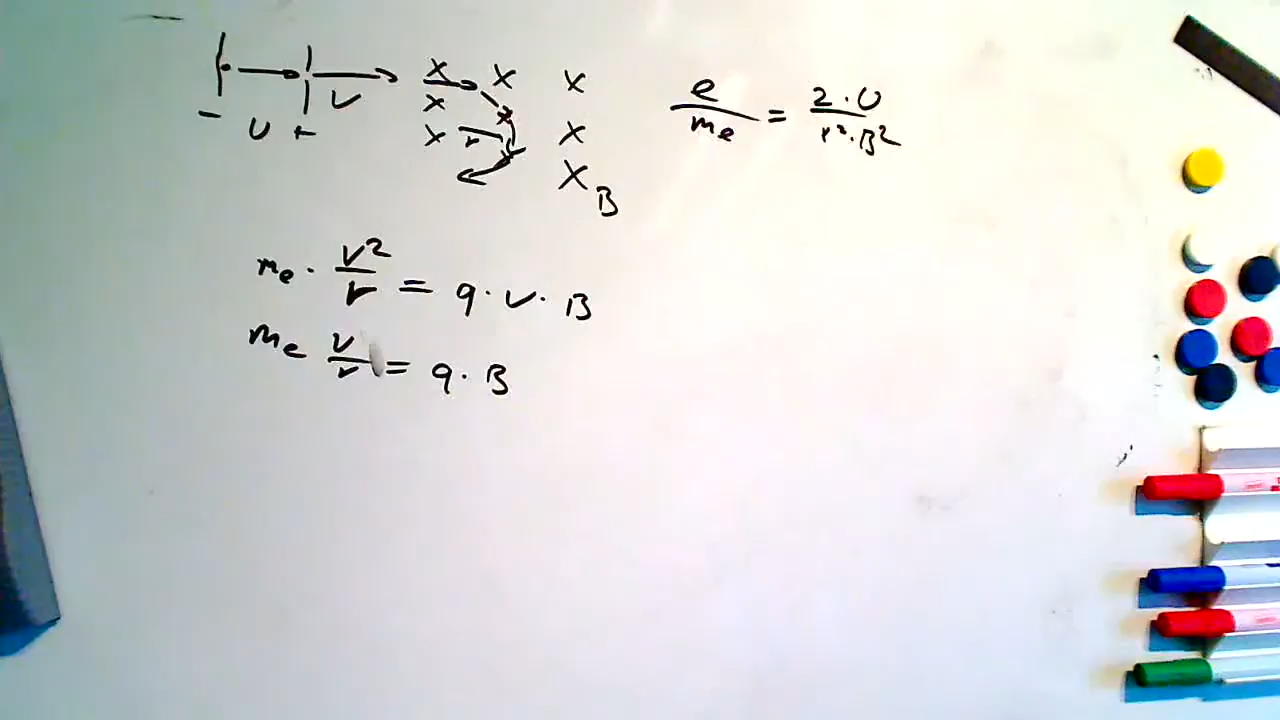 - U +
v
x x x
x x
x r x x
x B
e/me = 2·U/r²·B²
me · v²/r = q · v · B
me v/r = q · B